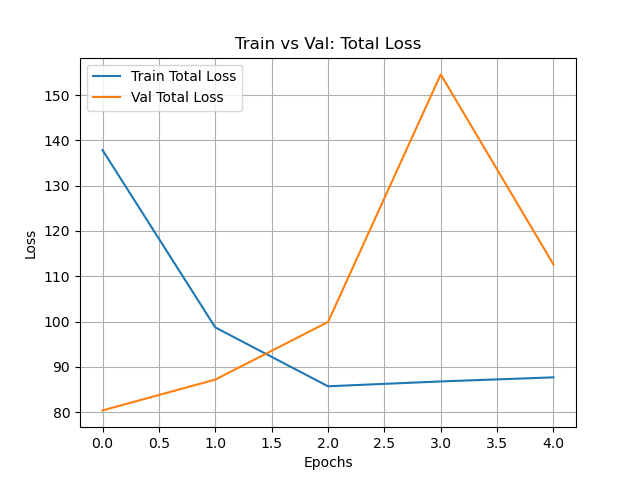 Train vs Val: Total Loss
Train Total Loss
Val Total Loss
150
140
130
120
110
100
90
80
Loss
0.0 0.5 1.0 1.5 2.0 2.5 3.0 3.5 4.0
Epochs